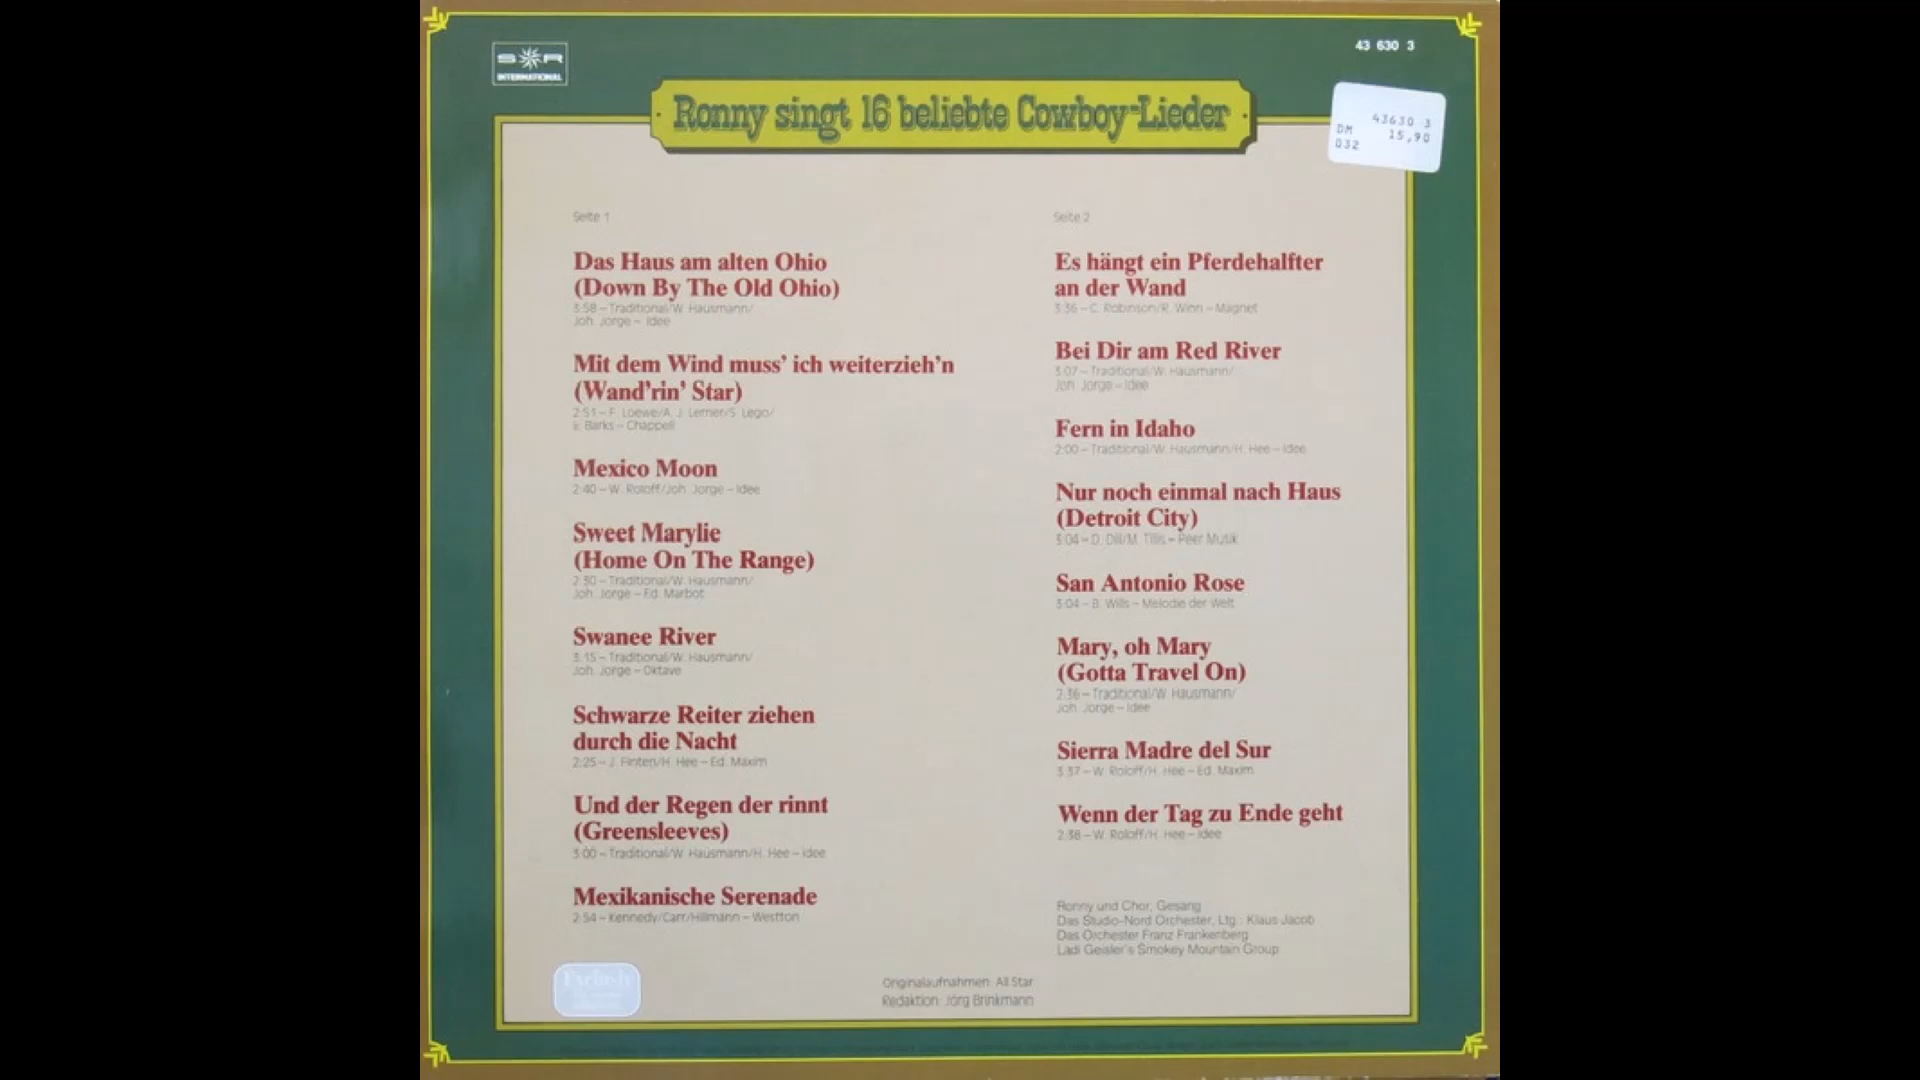 S R
INTERNATIONAL
43 630 3
Ronny singt 16 beliebte Cowboy-Lieder
43630 3
DM 15,90
032
Seite 1
Das Haus am alten Ohio
(Down By The Old Ohio)
3:58 – Traditional/W. Hausmann/
Joh. Jorge – Idee
Mit dem Wind muss' ich weiterzieh'n
(Wand'rin' Star)
2:51 – F. Loewe/A. J. Lerner/S. Lego/
Barks – Chappell
Mexico Moon
2:40 – W. Roloff/Joh. Jorge – Idee
Sweet Marylie
(Home On The Range)
2:30 – Traditional/W. Hausmann/
Joh. Jorge – Ed. Marbot
Swanee River
3:15 – Traditional/W. Hausmann/
Joh. Jorge – Oktave
Schwarze Reiter ziehen
durch die Nacht
2:25 – J. Finten/H. Hee – Ed. Maxim
Und der Regen der rinnt
(Greensleeves)
3:00 – Traditional/W. Hausmann/H. Hee – Idee
Mexikanische Serenade
2:54 – Kennedy/Carr/Hillmann – Westton
Seite 2
Es hängt ein Pferdehalfter
an der Wand
3:36 – C. Robinson/R. Winn – Magnet
Bei Dir am Red River
3:07 – Traditional/W. Hausmann/
Joh. Jorge – Idee
Fern in Idaho
2:00 – Traditional/W. Hausmann/H. Hee – Idee
Nur noch einmal nach Haus
(Detroit City)
3:04 – D. Dill/M. Tillis – Peer Musik
San Antonio Rose
3:04 – B. Wills – Melodie der Welt
Mary, oh Mary
(Gotta Travel On)
2:36 – Traditional/W. Hausmann/
Joh. Jorge – Idee
Sierra Madre del Sur
3:37 – W. Roloff/H. Hee – Ed. Maxim
Wenn der Tag zu Ende geht
2:38 – W. Roloff/H. Hee – Idee
Ronny und Chor, Gesang
Das Studio-Nord Orchester, Ltg.: Klaus Jacob
Das Orchester Franz Frankenberg
Ladi Geisler's Smokey Mountain Group
Originalaufnahmen: All Star
Redaktion: Jörg Brinkmann